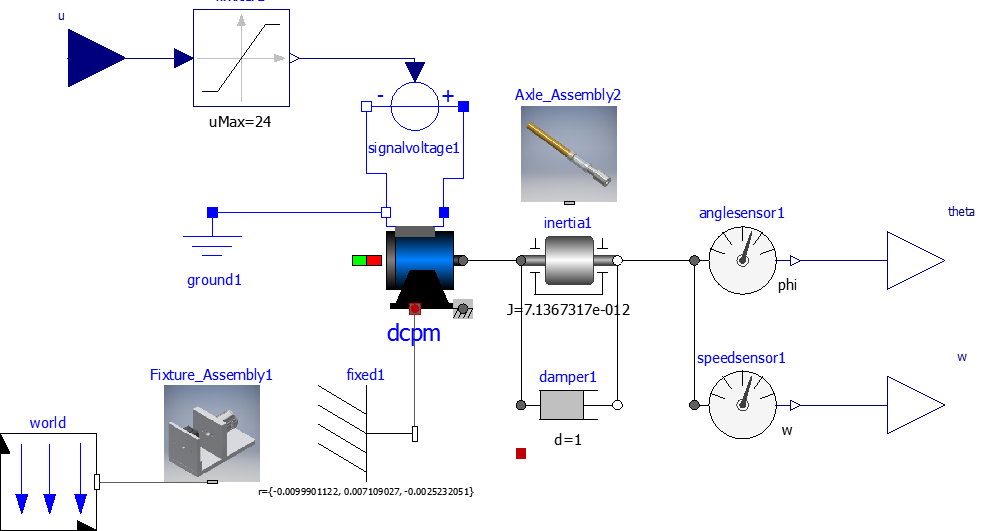 u
uMax=24
-
+
signalvoltage1
Axle_Assembly2
inertia1
anglesensor1
theta
ground1
phi
J=7.1367317e-012
dcpm
Fixture_Assembly1
fixed1
damper1
speedsensor1
w
world
w
d=1
r={-0.0099901122, 0.007109027, -0.0025232051}